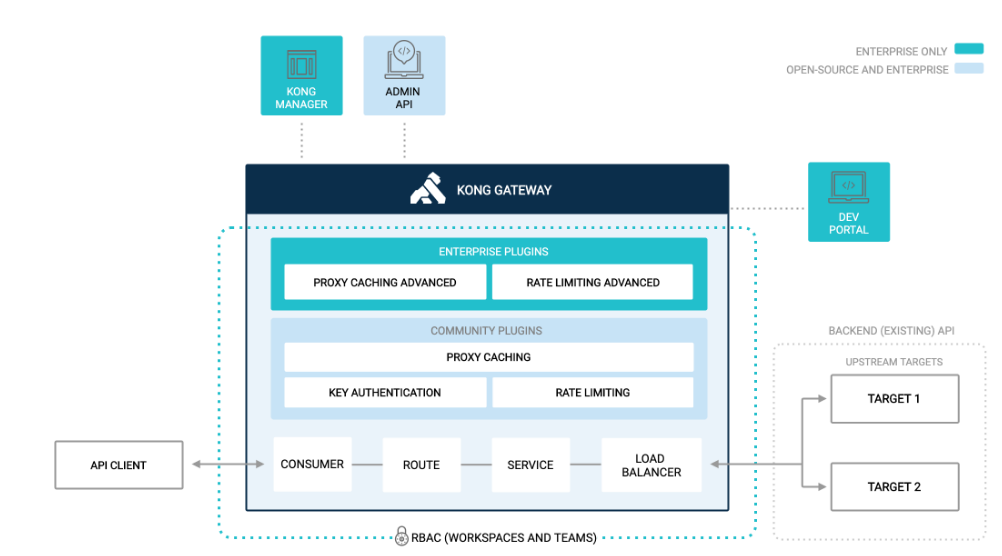 ENTERPRISE ONLY
OPEN-SOURCE AND ENTERPRISE
KONG
MANAGER
ADMIN
API
KONG GATEWAY
DEV
PORTAL
ENTERPRISE PLUGINS
PROXY CACHING ADVANCED
RATE LIMITING ADVANCED
COMMUNITY PLUGINS
PROXY CACHING
KEY AUTHENTICATION
RATE LIMITING
BACKEND (EXISTING) API
UPSTREAM TARGETS
TARGET 1
TARGET 2
API CLIENT
CONSUMER
ROUTE
SERVICE
LOAD
BALANCER
RBAC (WORKSPACES AND TEAMS)